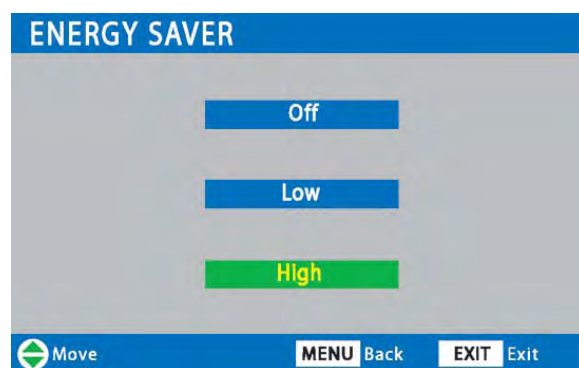 ENERGY SAVER
Off
Low
High
Move MENU Back EXIT Exit